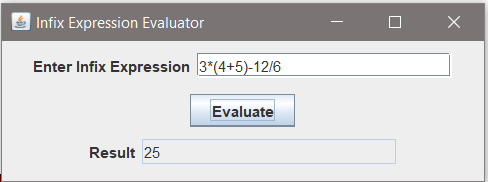 Infix Expression Evaluator
Enter Infix Expression 3*(4+5)-12/6
Evaluate
Result 25